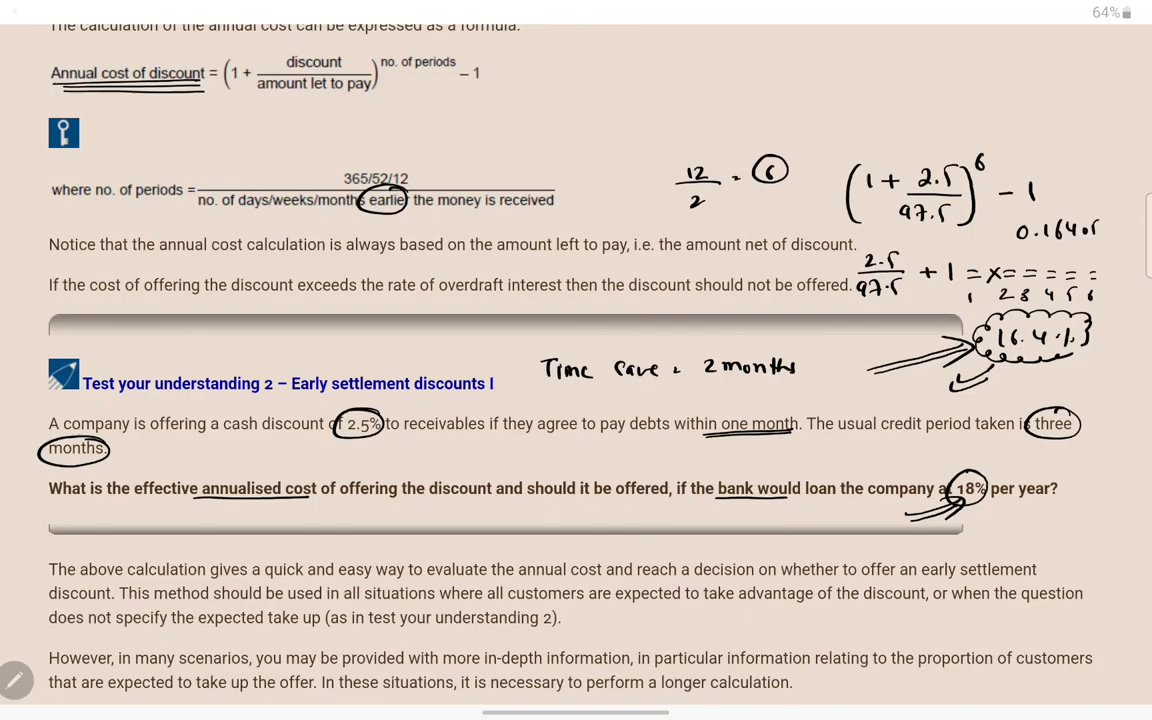 64%
The calculation of the annual cost can be expressed as a formula.
Annual cost of discount = (1 + discount / amount let to pay)^no. of periods − 1
where no. of periods = 365/52/12 / no. of days/weeks/months earlier the money is received
12/2 = 6
(1 + 2.5/97.5)^6 − 1
0.16405
Notice that the annual cost calculation is always based on the amount left to pay, i.e. the amount net of discount.
2.5/97.5 + 1 = x = = = = =
1 2 3 4 5 6
If the cost of offering the discount exceeds the rate of overdraft interest then the discount should not be offered.
16.4%
Time save = 2 months
Test your understanding 2 – Early settlement discounts I
A company is offering a cash discount of 2.5% to receivables if they agree to pay debts within one month. The usual credit period taken is three
months.
What is the effective annualised cost of offering the discount and should it be offered, if the bank would loan the company at 18% per year?
The above calculation gives a quick and easy way to evaluate the annual cost and reach a decision on whether to offer an early settlement
discount. This method should be used in all situations where all customers are expected to take advantage of the discount, or when the question
does not specify the expected take up (as in test your understanding 2).
However, in many scenarios, you may be provided with more in-depth information, in particular information relating to the proportion of customers
that are expected to take up the offer. In these situations, it is necessary to perform a longer calculation.